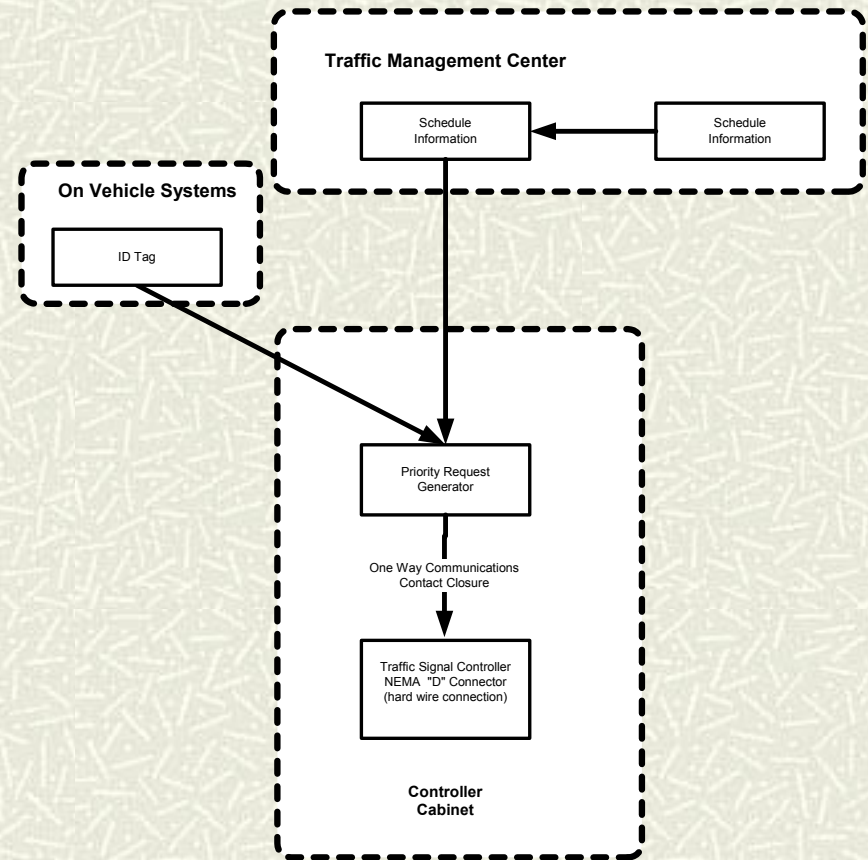 Traffic Management Center
Schedule
Information
Schedule
Information
On Vehicle Systems
ID Tag
Priority Request
Generator
One Way Communications
Contact Closure
Traffic Signal Controller
NEMA "D" Connector
(hard wire connection)
Controller
Cabinet